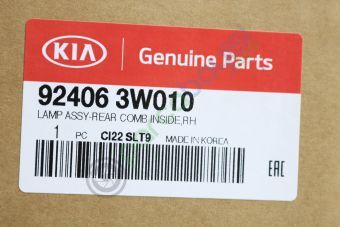 KIA Genuine Parts
92406 3W010
LAMP ASSY-REAR COMB INSIDE,RH
1 PC CI22 SLT9 MADE IN KOREA
EAC